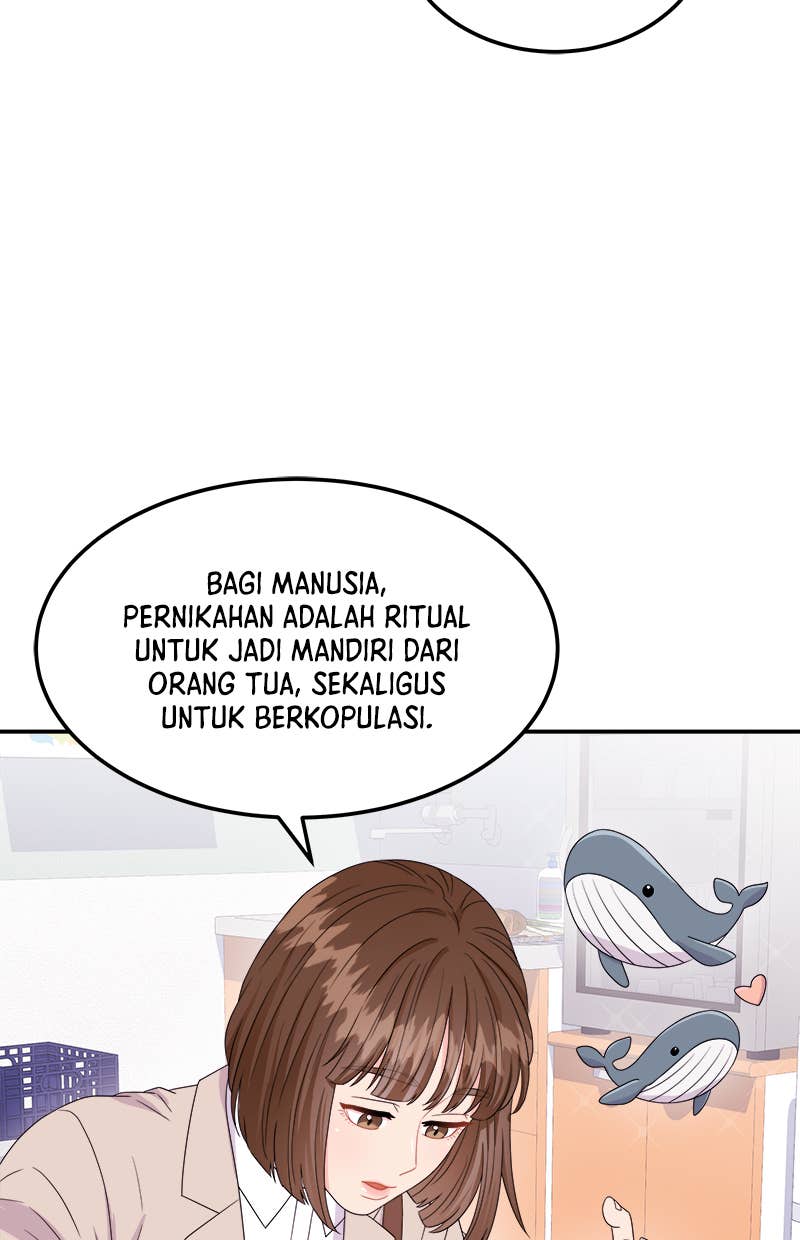 BAGI MANUSIA,
PERNIKAHAN ADALAH RITUAL
UNTUK JADI MANDIRI DARI
ORANG TUA, SEKALIGUS
UNTUK BERKOPULASI.